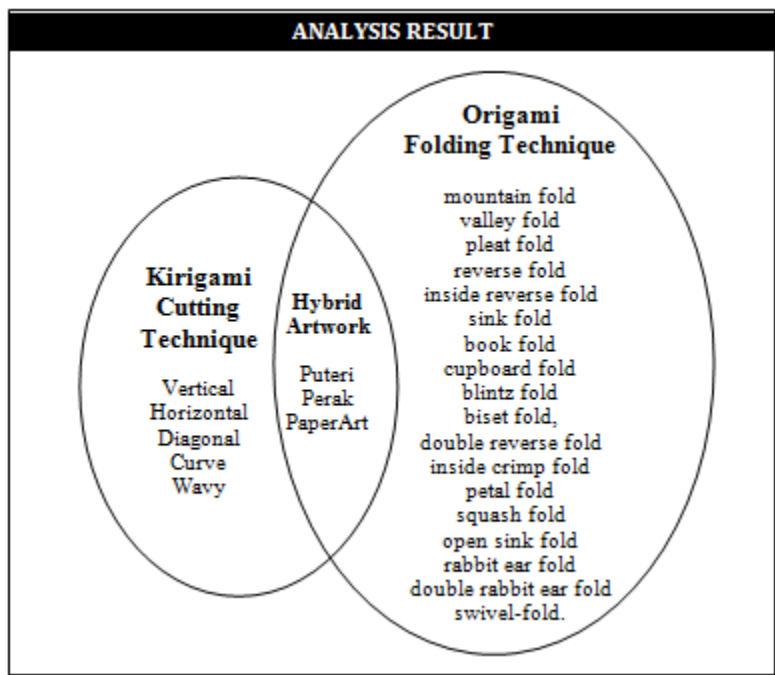 ANALYSIS RESULT
Kirigami
Cutting
Technique
Vertical
Horizontal
Diagonal
Curve
Wavy
Hybrid
Artwork
Puteri
Perak
PaperArt
Origami
Folding Technique
mountain fold
valley fold
pleat fold
reverse fold
inside reverse fold
sink fold
book fold
cupboard fold
blintz fold
biset fold,
double reverse fold
inside crimp fold
petal fold
squash fold
open sink fold
rabbit ear fold
double rabbit ear fold
swivel-fold.